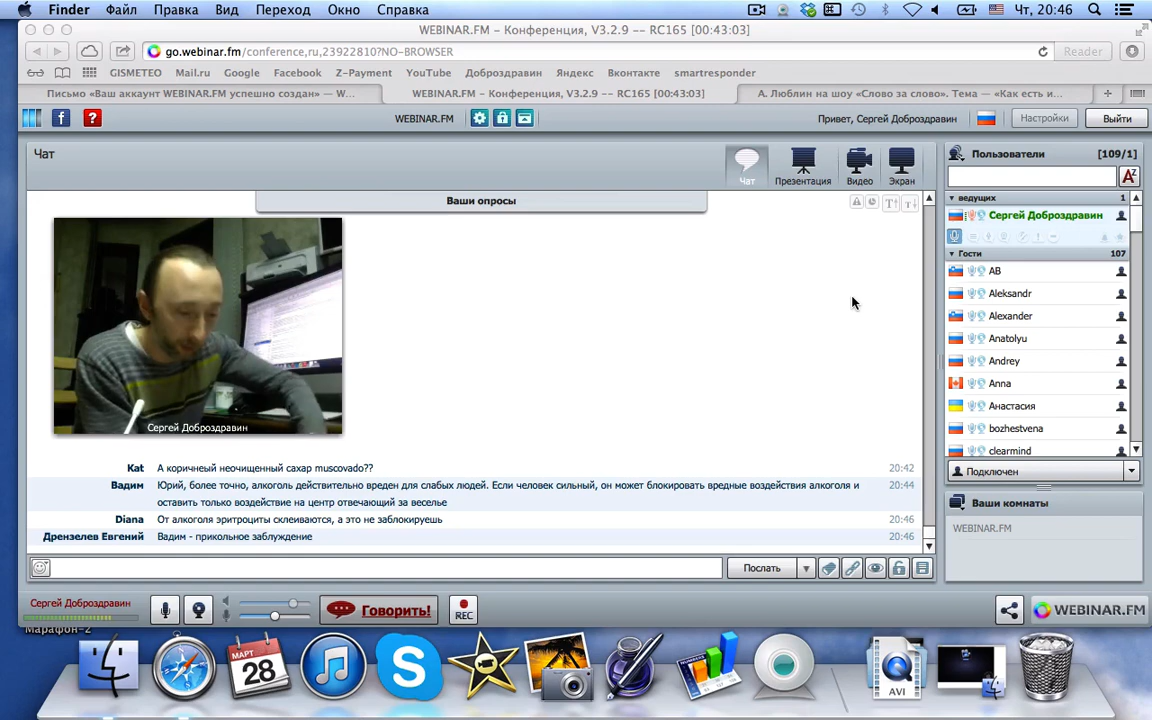 Finder Файл Правка Вид Переход Окно Справка Чт, 20:46
WEBINAR.FM – Конференция, V3.2.9 -- RC165 [00:43:03]
go.webinar.fm/conference,ru,23922810?NO-BROWSER Reader
GISMETEO Mail.ru Google Facebook Z-Payment YouTube Доброздравин Яндекс Вконтакте smartresponder
Письмо «Ваш аккаунт WEBINAR.FM успешно создан» — W... WEBINAR.FM – Конференция, V3.2.9 -- RC165 [00:43:03] А. Люблин на шоу «Слово за слово». Тема — «Как есть и...
f ? WEBINAR.FM Привет, Сергей Доброздравин Настройки Выйти
Чат
Чат Презентация Видео Экран
Ваши опросы
Сергей Доброздравин
Kat А коричнеый неочищенный сахар muscovado?? 20:42
Вадим Юрий, более точно, алкоголь действительно вреден для слабых людей. Если человек сильный, он может блокировать вредные воздействия алкоголя и 20:44
оставить только воздействие на центр отвечающий за веселье
Diana От алкоголя эритроциты склеиваются, а это не заблокируешь 20:46
Дрензелев Евгений Вадим - прикольное заблуждение 20:46
Послать
Пользователи [109/1]
ведущих 1
Сергей Доброздравин
Гости 107
AB
Aleksandr
Alexander
Anatolyu
Andrey
Anna
Анастасия
bozhestvena
clearmind
Подключен
Ваши комнаты
WEBINAR.FM
Сергей Доброздравин Говорить! REC WEBINAR.FM
Марафон-2
МАРТ
28
NUMBERS
AVI